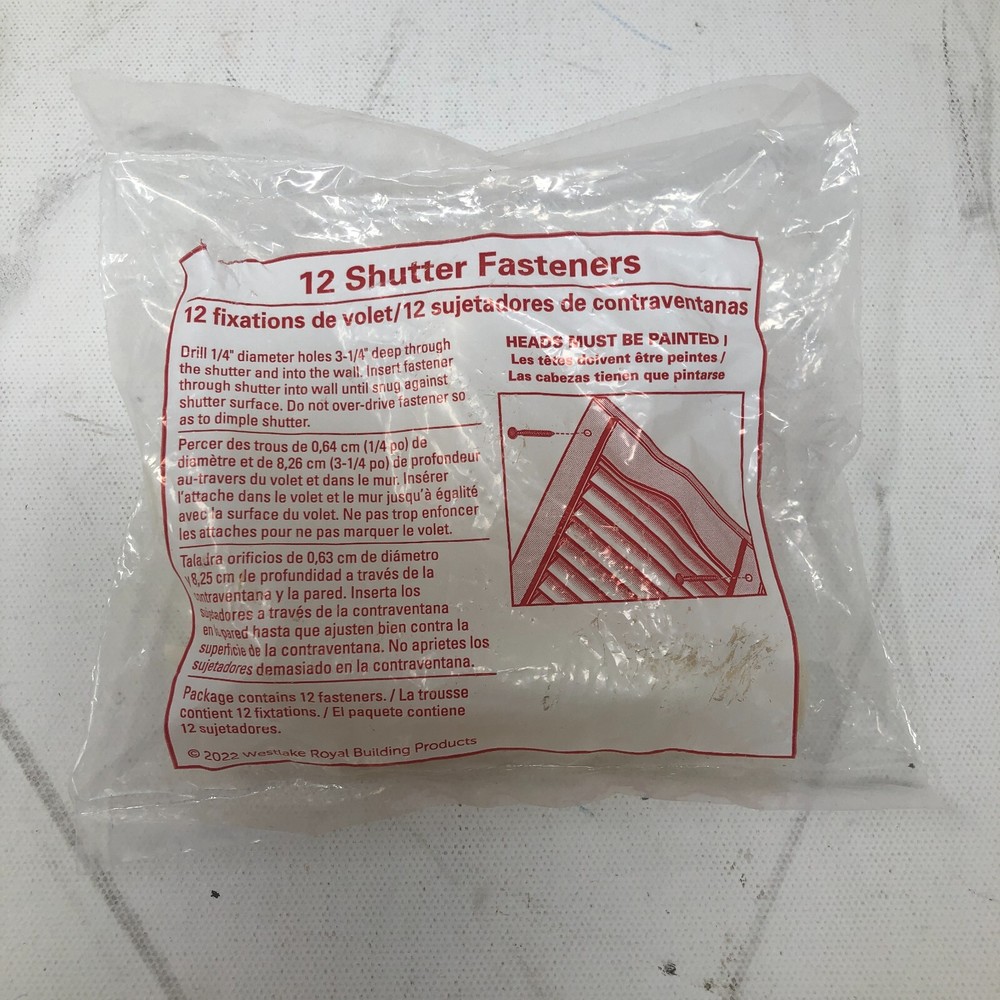 12 Shutter Fasteners
12 fixations de volet/12 sujetadores de contraventanas
Drill 1/4" diameter holes 3-1/4" deep through
the shutter and into the wall. Insert fastener
through shutter into wall until snug against
shutter surface. Do not over-drive fastener so
as to dimple shutter.
Percer des trous de 0,64 cm (1/4 po) de
diamètre et de 8,26 cm (3-1/4 po) de profondeur
au-travers du volet et dans le mur. Insérer
l'attache dans le volet et le mur jusqu'à égalité
avec la surface du volet. Ne pas trop enfoncer
les attaches pour ne pas marquer le volet.
Taladra orificios de 0,63 cm de diámetro
y 8,25 cm de profundidad a través de la
contraventana y la pared. Inserta los
sujetadores a través de la contraventana
en la pared hasta que ajusten bien contra la
superficie de la contraventana. No aprietes los
sujetadores demasiado en la contraventana.
Package contains 12 fasteners. / La trousse
contient 12 fixtations. / El paquete contiene
12 sujetadores.
© 2022 Westlake Royal Building Products
HEADS MUST BE PAINTED /
Les têtes doivent être peintes /
Las cabezas tienen que pintarse